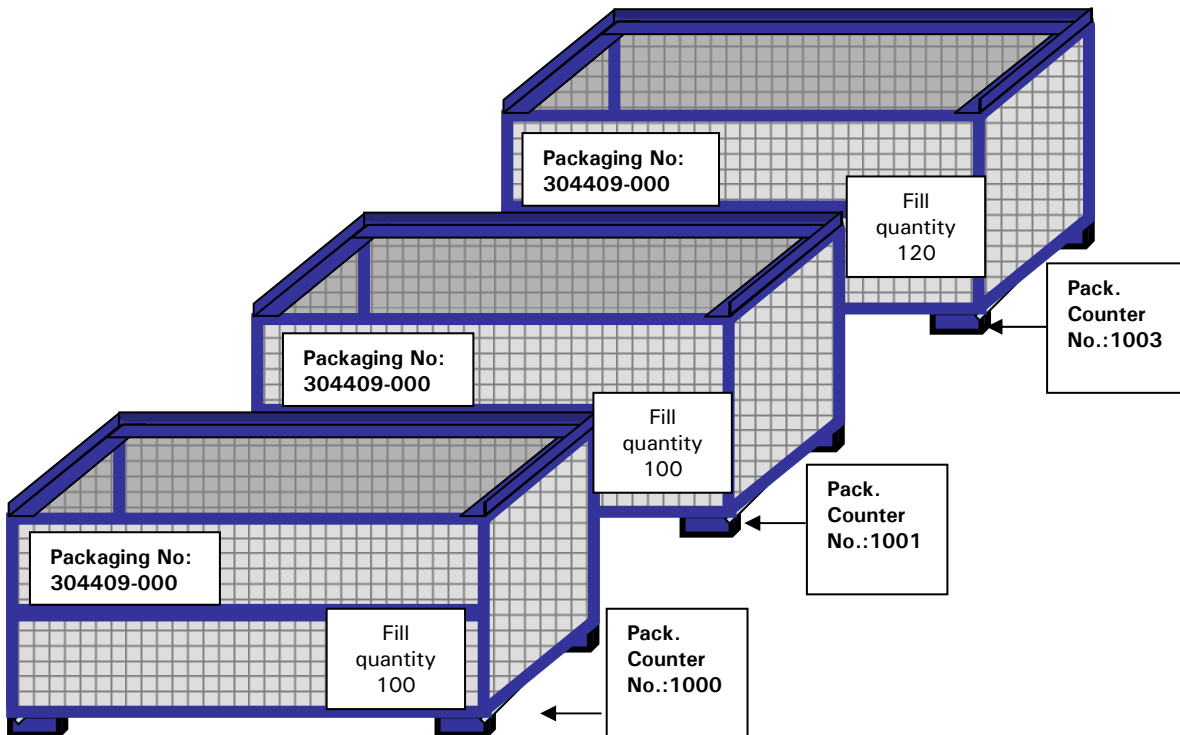 Packaging No:
304409-000
Fill
quantity
120
Pack.
Counter
No.:1003
Packaging No:
304409-000
Fill
quantity
100
Pack.
Counter
No.:1001
Packaging No:
304409-000
Fill
quantity
100
Pack.
Counter
No.:1000